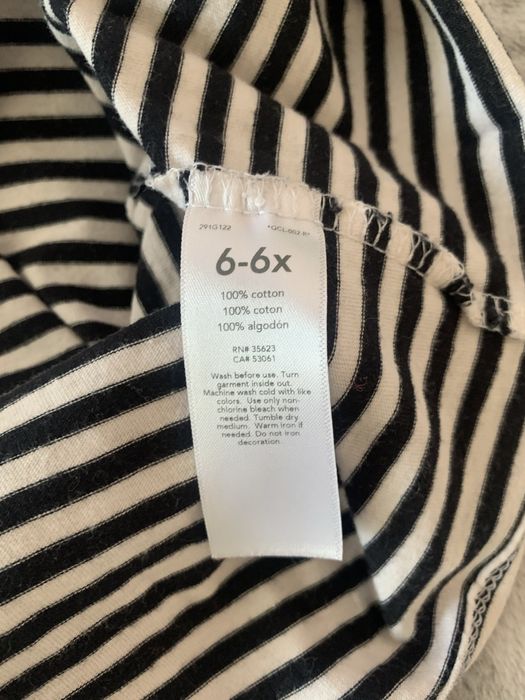 291G122 *QCL-002-R*
6-6x
100% cotton
100% coton
100% algodón
RN# 35623
CA# 53061
Wash before use. Turn
garment inside out.
Machine wash cold with like
colors. Use only non-
chlorine bleach when
needed. Tumble dry
medium. Warm iron if
needed. Do not iron
decoration.